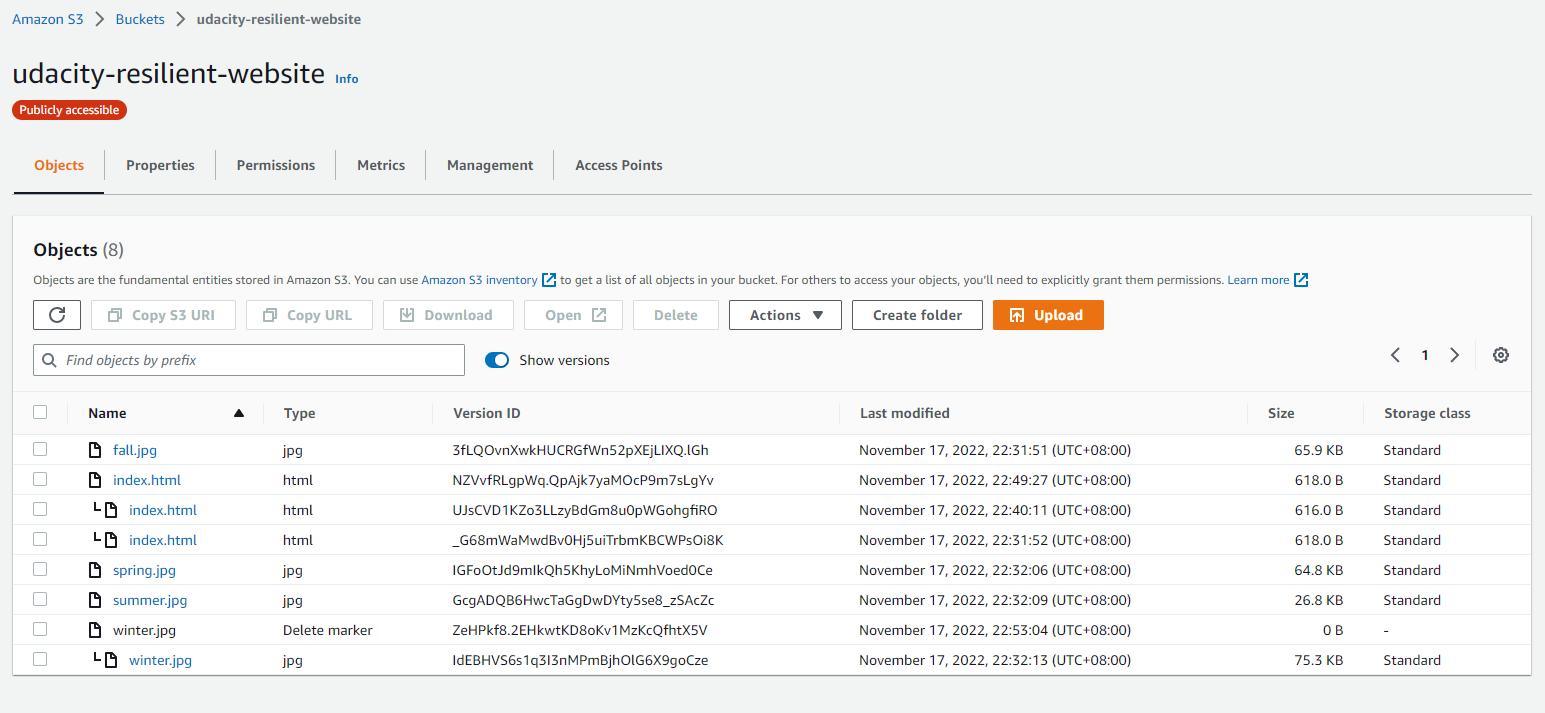 Amazon S3 > Buckets > udacity-resilient-website
udacity-resilient-website Info
Publicly accessible
Objects Properties Permissions Metrics Management Access Points
Objects (8)
Objects are the fundamental entities stored in Amazon S3. You can use Amazon S3 inventory to get a list of all objects in your bucket. For others to access your objects, you'll need to explicitly grant them permissions. Learn more
Copy S3 URI Copy URL Download Open Delete Actions Create folder Upload
Find objects by prefix Show versions 1
Name Type Version ID Last modified Size Storage class
fall.jpg jpg 3fLQOvnXwkHUCRGfWn52pXEjLIXQ.lGh November 17, 2022, 22:31:51 (UTC+08:00) 65.9 KB Standard
index.html html NZVvfRLgpWq.QpAjk7yaMOcP9m7sLgYv November 17, 2022, 22:49:27 (UTC+08:00) 618.0 B Standard
index.html html UJsCVD1KZo3LLzyBdGm8u0pWGohgfiRO November 17, 2022, 22:40:11 (UTC+08:00) 616.0 B Standard
index.html html _G68mWaMwdBv0Hj5uiTrbmKBCWPsOi8K November 17, 2022, 22:31:52 (UTC+08:00) 618.0 B Standard
spring.jpg jpg IGFoOtJd9mIkQh5KhyLoMiNmhVoed0Ce November 17, 2022, 22:32:06 (UTC+08:00) 64.8 KB Standard
summer.jpg jpg GcgADQB6HwcTaGgDwDYty5se8_zSAcZc November 17, 2022, 22:32:09 (UTC+08:00) 26.8 KB Standard
winter.jpg Delete marker ZeHPkf8.2EHkwtKD8oKv1MzKcQfhtX5V November 17, 2022, 22:53:04 (UTC+08:00) 0 B -
winter.jpg jpg IdEBHVS6s1q3I3nMPmBjhOlG6X9goCze November 17, 2022, 22:32:13 (UTC+08:00) 75.3 KB Standard